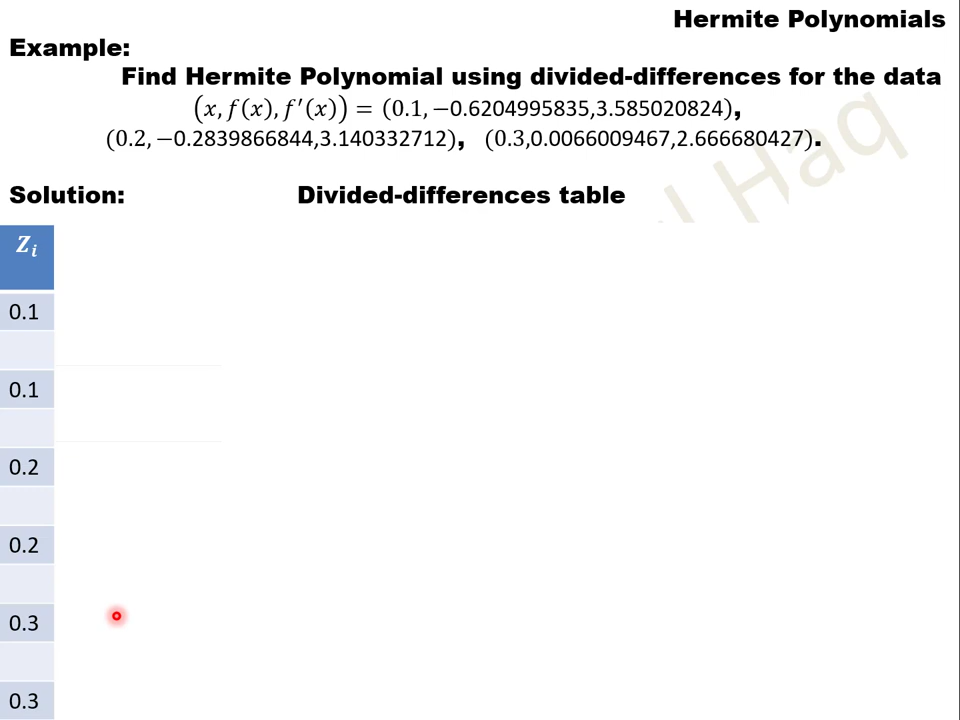 Hermite Polynomials
Example:
Find Hermite Polynomial using divided-differences for the data
(x, f(x), f′(x)) = (0.1, −0.6204995835,3.585020824),
(0.2, −0.2839866844,3.140332712), (0.3,0.0066009467,2.666680427).
Solution: Divided-differences table
Zᵢ
0.1
0.1
0.2
0.2
0.3
0.3
Haq